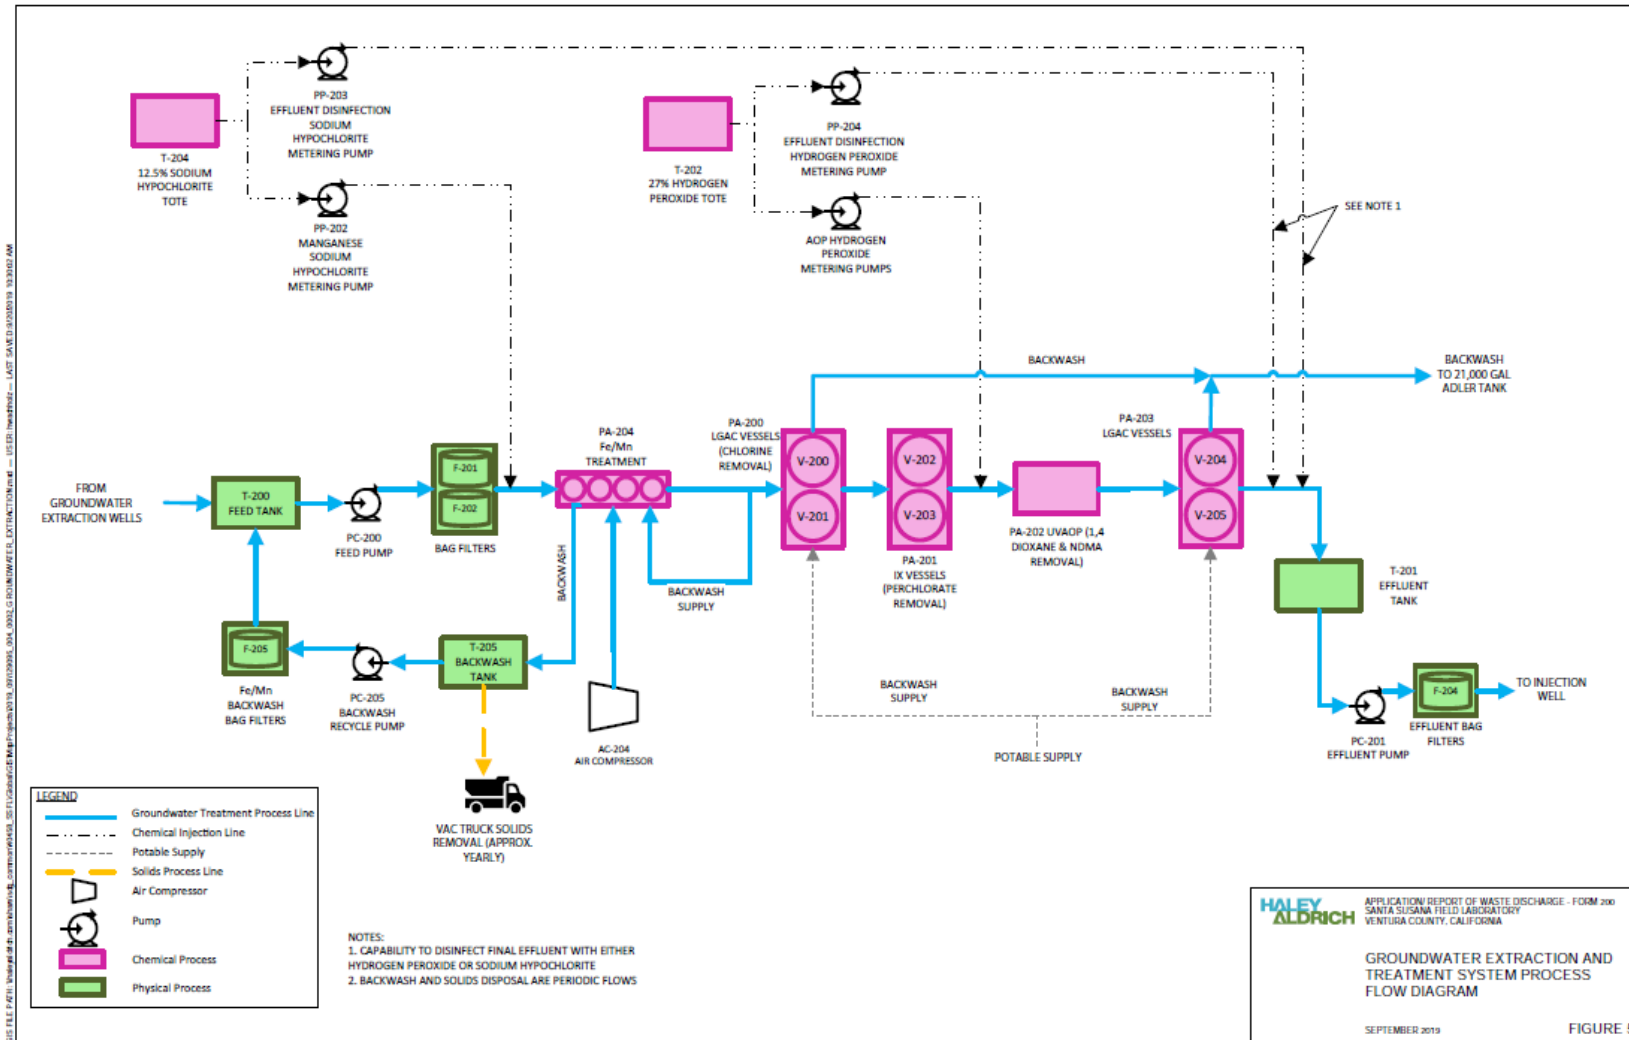 PP-203
EFFLUENT DISINFECTION
SODIUM
HYPOCHLORITE
METERING PUMP
T-204
12.5% SODIUM
HYPOCHLORITE
TOTE
PP-202
MANGANESE
SODIUM
HYPOCHLORITE
METERING PUMP
PP-204
EFFLUENT DISINFECTION
HYDROGEN PEROXIDE
METERING PUMP
T-202
27% HYDROGEN
PEROXIDE TOTE
AOP HYDROGEN
PEROXIDE
METERING PUMPS
SEE NOTE 1
BACKWASH
BACKWASH
TO 21,000 GAL
ADLER TANK
FROM
GROUNDWATER
EXTRACTION WELLS
T-200
FEED TANK
PC-200
FEED PUMP
F-201
F-202
BAG FILTERS
PA-204
Fe/Mn
TREATMENT
BACKWASH
BACKWASH
SUPPLY
PA-200
LGAC VESSELS
(CHLORINE
REMOVAL)
V-200
V-201
V-202
V-203
PA-201
IX VESSELS
(PERCHLORATE
REMOVAL)
PA-202 UVAOP (1,4
DIOXANE & NDMA
REMOVAL)
PA-203
LGAC VESSELS
V-204
V-205
T-201
EFFLUENT
TANK
F-205
Fe/Mn
BACKWASH
BAG FILTERS
PC-205
BACKWASH
RECYCLE PUMP
T-205
BACKWASH
TANK
AC-204
AIR COMPRESSOR
BACKWASH
SUPPLY
BACKWASH
SUPPLY
POTABLE SUPPLY
PC-201
EFFLUENT PUMP
F-204
EFFLUENT BAG
FILTERS
TO INJECTION
WELL
VAC TRUCK SOLIDS
REMOVAL (APPROX.
YEARLY)
LEGEND
Groundwater Treatment Process Line
Chemical Injection Line
Potable Supply
Solids Process Line
Air Compressor
Pump
Chemical Process
Physical Process
NOTES:
1. CAPABILITY TO DISINFECT FINAL EFFLUENT WITH EITHER
HYDROGEN PEROXIDE OR SODIUM HYPOCHLORITE
2. BACKWASH AND SOLIDS DISPOSAL ARE PERIODIC FLOWS
HALEY
ALDRICH
APPLICATION/ REPORT OF WASTE DISCHARGE - FORM 200
SANTA SUSANA FIELD LABORATORY
VENTURA COUNTY, CALIFORNIA
GROUNDWATER EXTRACTION AND
TREATMENT SYSTEM PROCESS
FLOW DIAGRAM
SEPTEMBER 2019
FIGURE